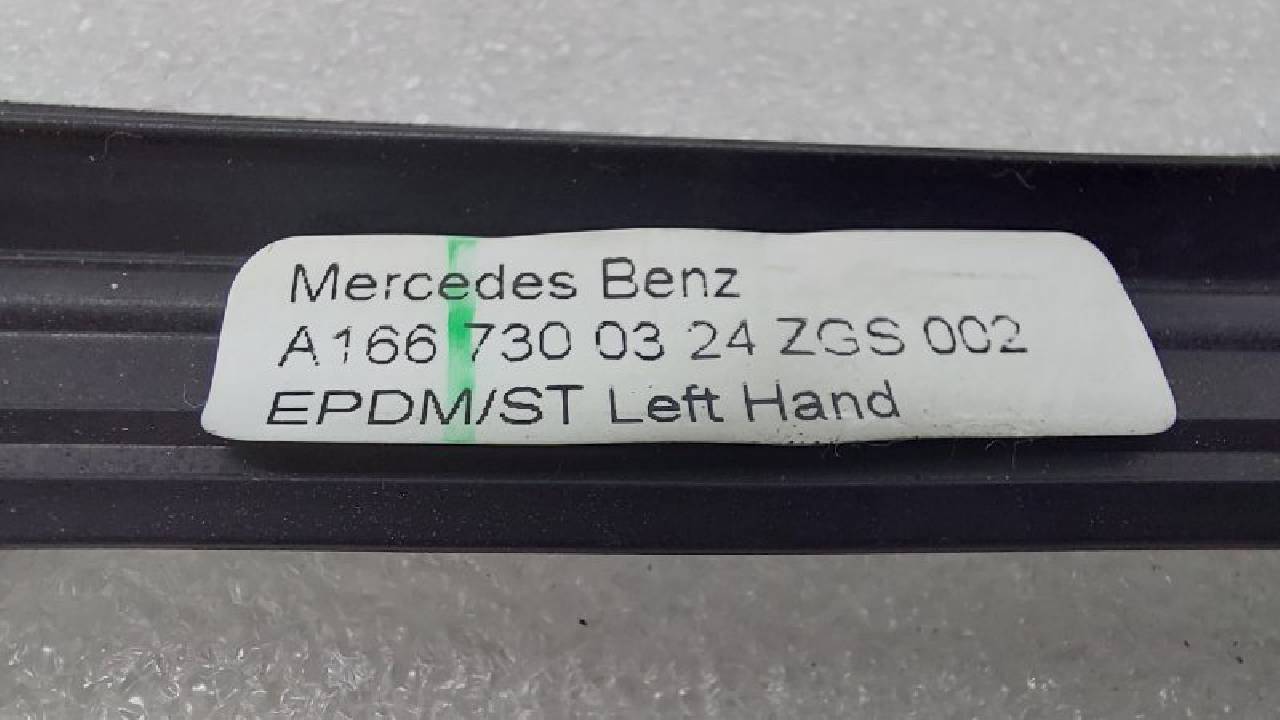 Mercedes Benz
A166 730 03 24 ZGS 002
EPDM/ST Left Hand